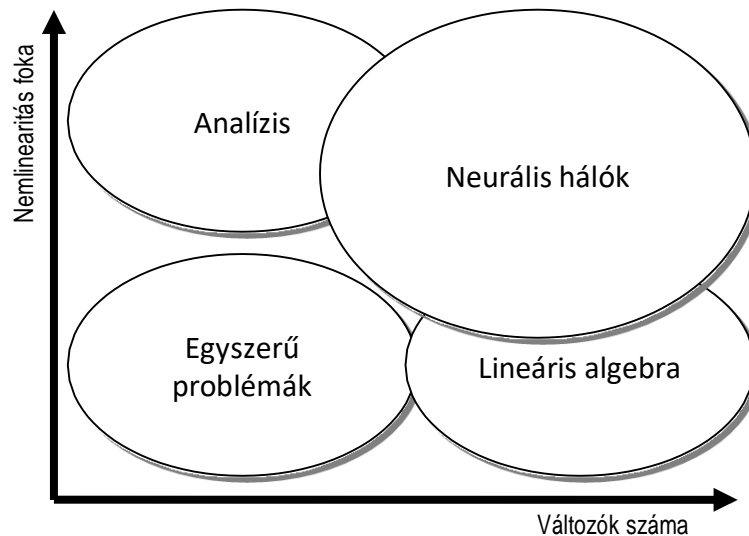 Nemlinearitás foka
Analízis
Neurális hálók
Egyszerű
problémák
Lineáris algebra
Változók száma